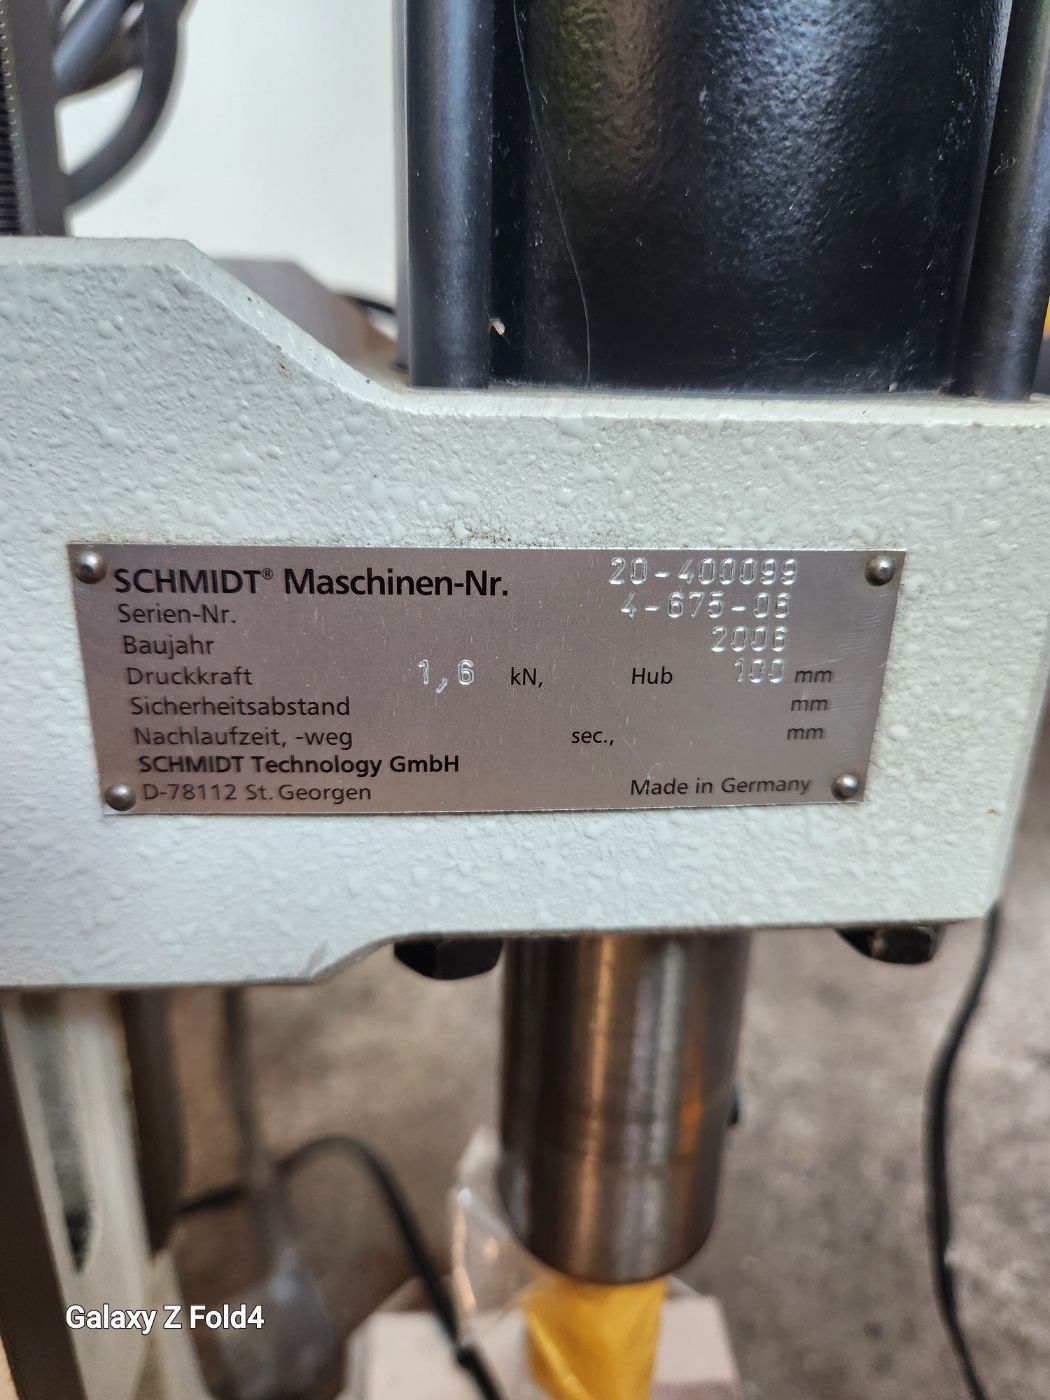 SCHMIDT® Maschinen-Nr. 20-400099
Serien-Nr. 4-675-06
Baujahr 2006
Druckkraft 1,6 kN, Hub 100 mm
Sicherheitsabstand mm
Nachlaufzeit, -weg sec., mm
SCHMIDT Technology GmbH
D-78112 St. Georgen Made in Germany
Galaxy Z Fold4